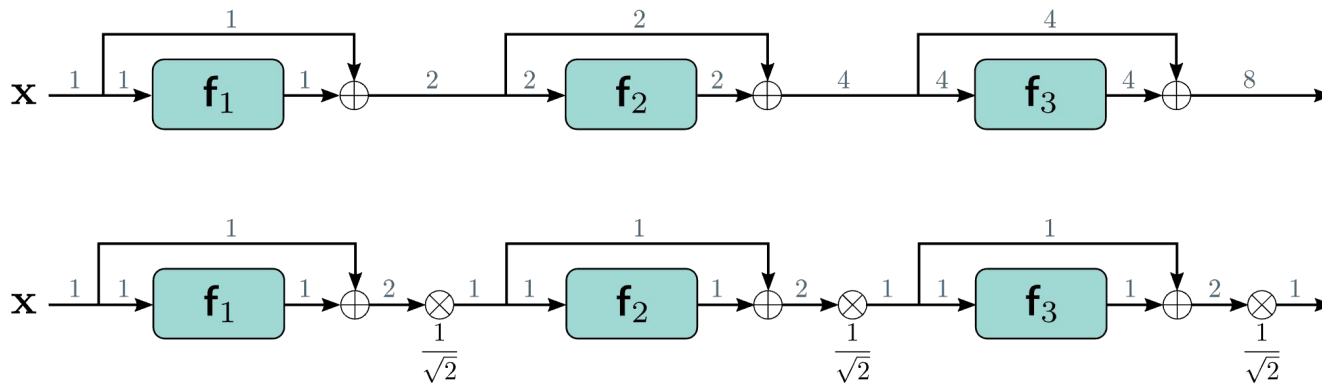 1 2 4
x 1 1 f₁ 1 2 2 f₂ 2 4 4 f₃ 4 8
1 1 1
x 1 1 f₁ 1 2 1 1 f₂ 1 2 1 1 f₃ 1 2 1
1/√2 1/√2 1/√2